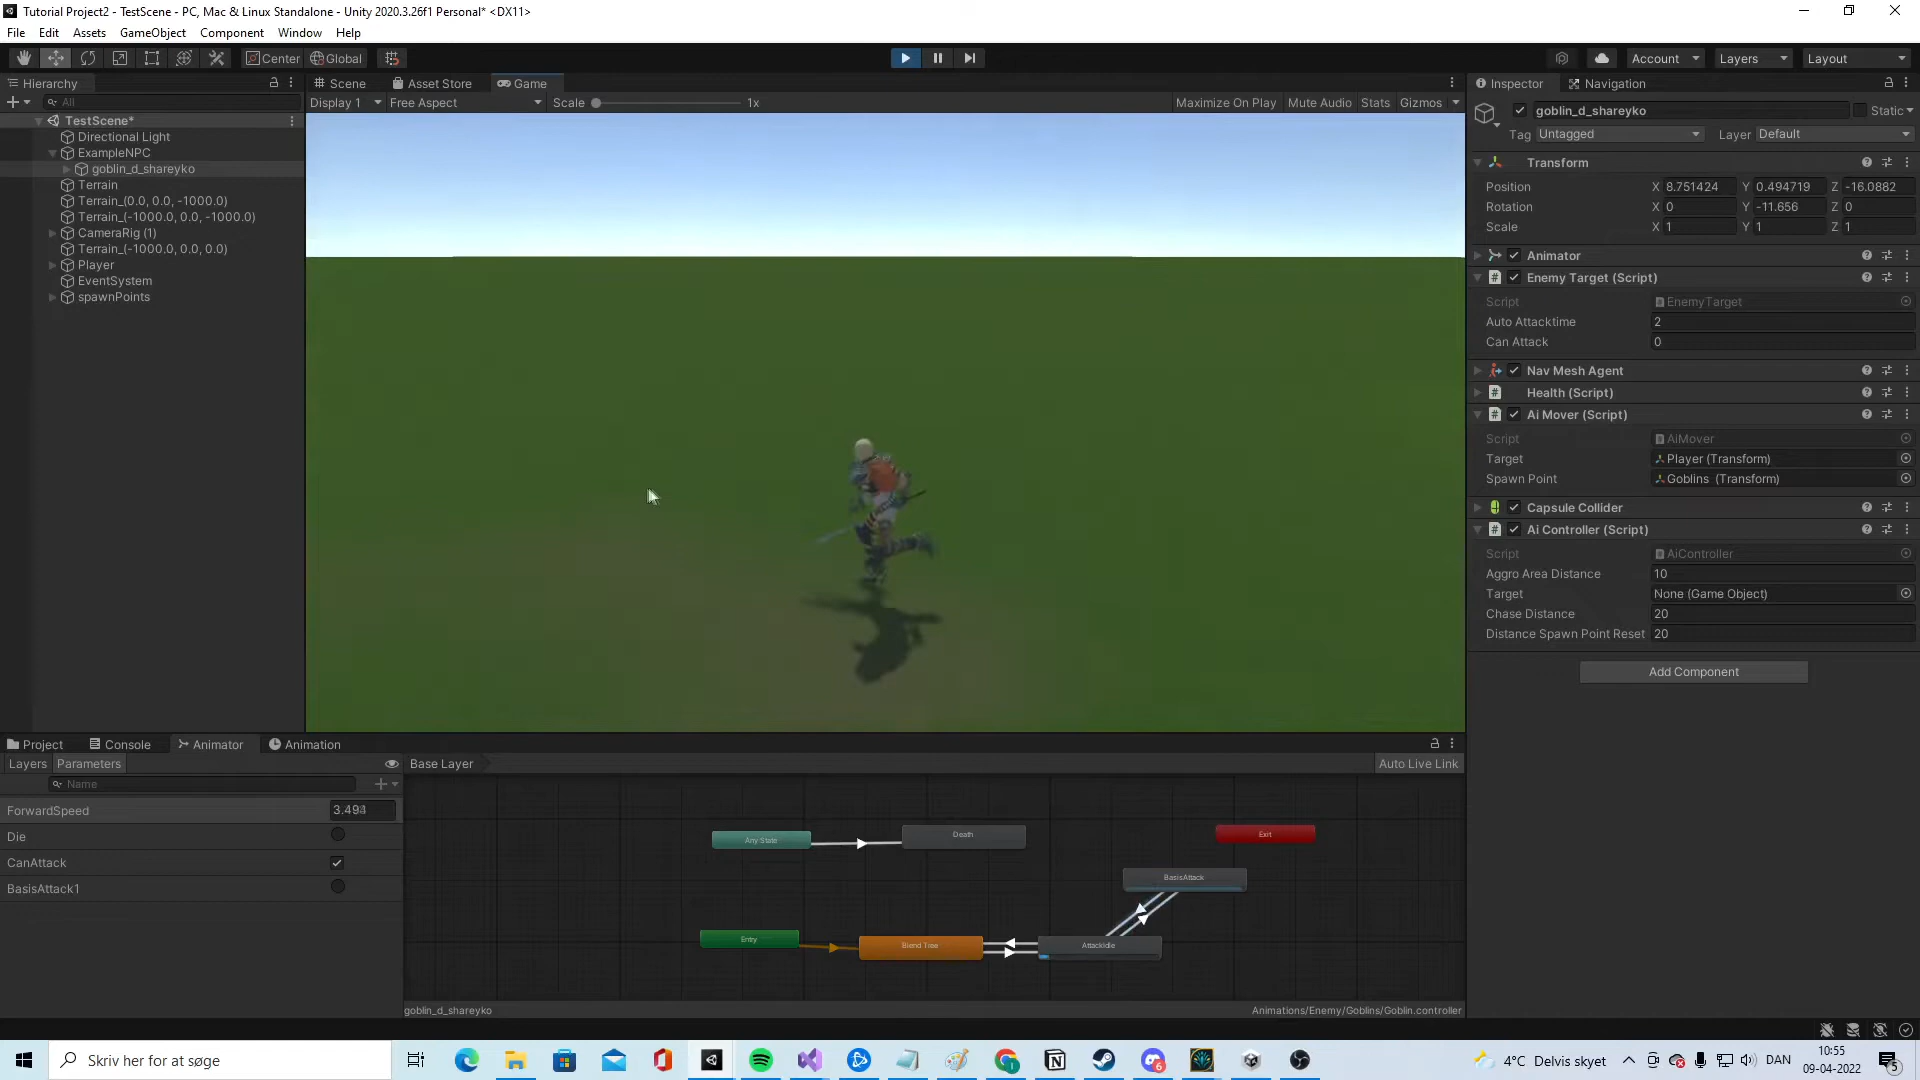 Tutorial Project2 - TestScene - PC, Mac & Linux Standalone - Unity 2020.3.26f1 Personal* <DX11>
File Edit Assets GameObject Component Window Help
Center Global Account Layers Layout
Hierarchy
All
TestScene*
Directional Light
ExampleNPC
goblin_d_shareyko
Terrain
Terrain_(0.0, 0.0, -1000.0)
Terrain_(-1000.0, 0.0, -1000.0)
CameraRig (1)
Terrain_(-1000.0, 0.0, 0.0)
Player
EventSystem
spawnPoints
Scene Asset Store Game
Display 1 Free Aspect Scale 1x Maximize On Play Mute Audio Stats Gizmos
Inspector Navigation
goblin_d_shareyko Static
Tag Untagged Layer Default
Transform
Position X 8.751424 Y 0.494719 Z -16.0882
Rotation X 0 Y -11.656 Z 0
Scale X 1 Y 1 Z 1
Animator
Enemy Target (Script)
Script EnemyTarget
Auto Attacktime 2
Can Attack 0
Nav Mesh Agent
Health (Script)
Ai Mover (Script)
Script AiMover
Target Player (Transform)
Spawn Point Goblins (Transform)
Capsule Collider
Ai Controller (Script)
Script AiController
Aggro Area Distance 10
Target None (Game Object)
Chase Distance 20
Distance Spawn Point Reset 20
Add Component
Project Console Animator Animation
Layers Parameters Base Layer Auto Live Link
Name
ForwardSpeed
Die
CanAttack
BasisAttack1
Any State Death Exit
BasisAttack
Entry Blend Tree AttackIdle
goblin_d_shareyko Animations/Enemy/Goblins/Goblin.controller
Skriv her for at søge
4°C Delvis skyet DAN
10:55
09-04-2022
6
5